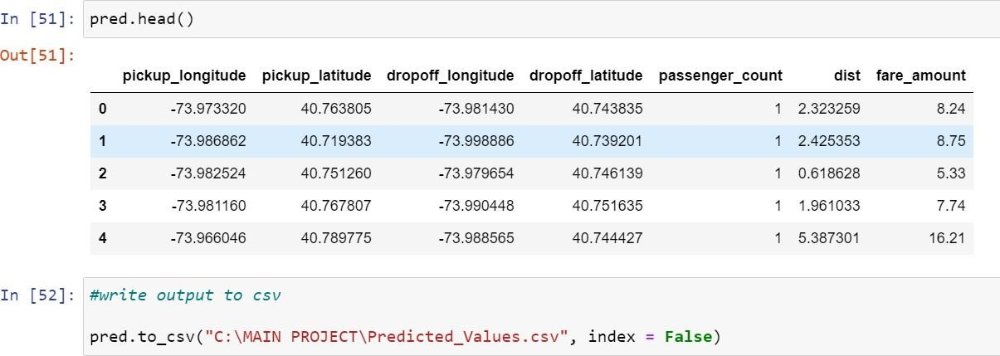 In [51]: pred.head()
Out[51]:
pickup_longitude pickup_latitude dropoff_longitude dropoff_latitude passenger_count dist fare_amount
0 -73.973320 40.763805 -73.981430 40.743835 1 2.323259 8.24
1 -73.986862 40.719383 -73.998886 40.739201 1 2.425353 8.75
2 -73.982524 40.751260 -73.979654 40.746139 1 0.618628 5.33
3 -73.981160 40.767807 -73.990448 40.751635 1 1.961033 7.74
4 -73.966046 40.789775 -73.988565 40.744427 1 5.387301 16.21
In [52]: #write output to csv
pred.to_csv("C:\MAIN PROJECT\Predicted_Values.csv", index = False)